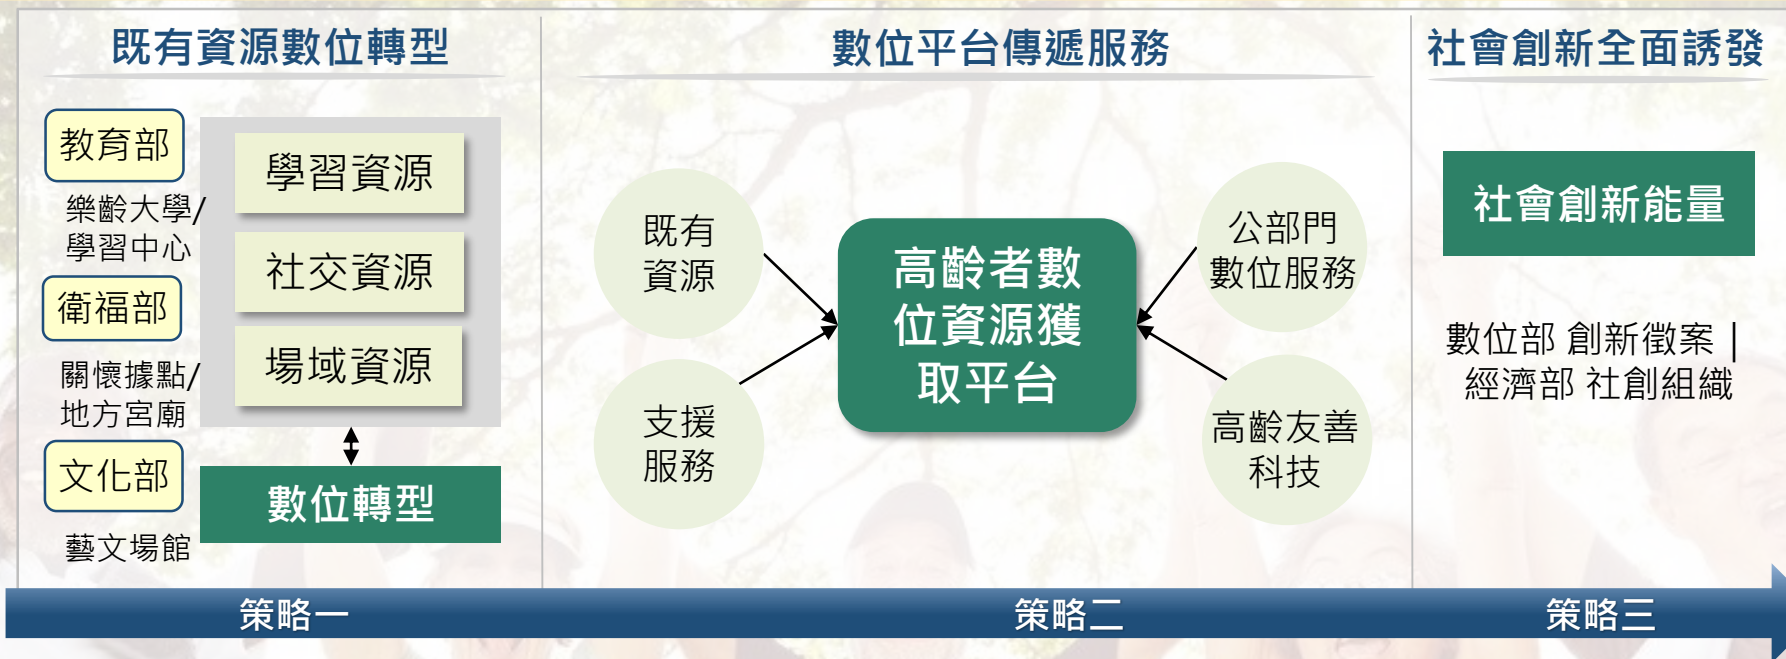 既有資源數位轉型
教育部
樂齡大學/
學習中心
衛福部
關懷據點/
地方宮廟
文化部
藝文場館
學習資源
社交資源
場域資源
數位轉型
數位平台傳遞服務
既有
資源
支援
服務
高齡者數
位資源獲
取平台
公部門
數位服務
高齡友善
科技
社會創新全面誘發
社會創新能量
數位部 創新徵案 |
經濟部 社創組織
策略一
策略二
策略三